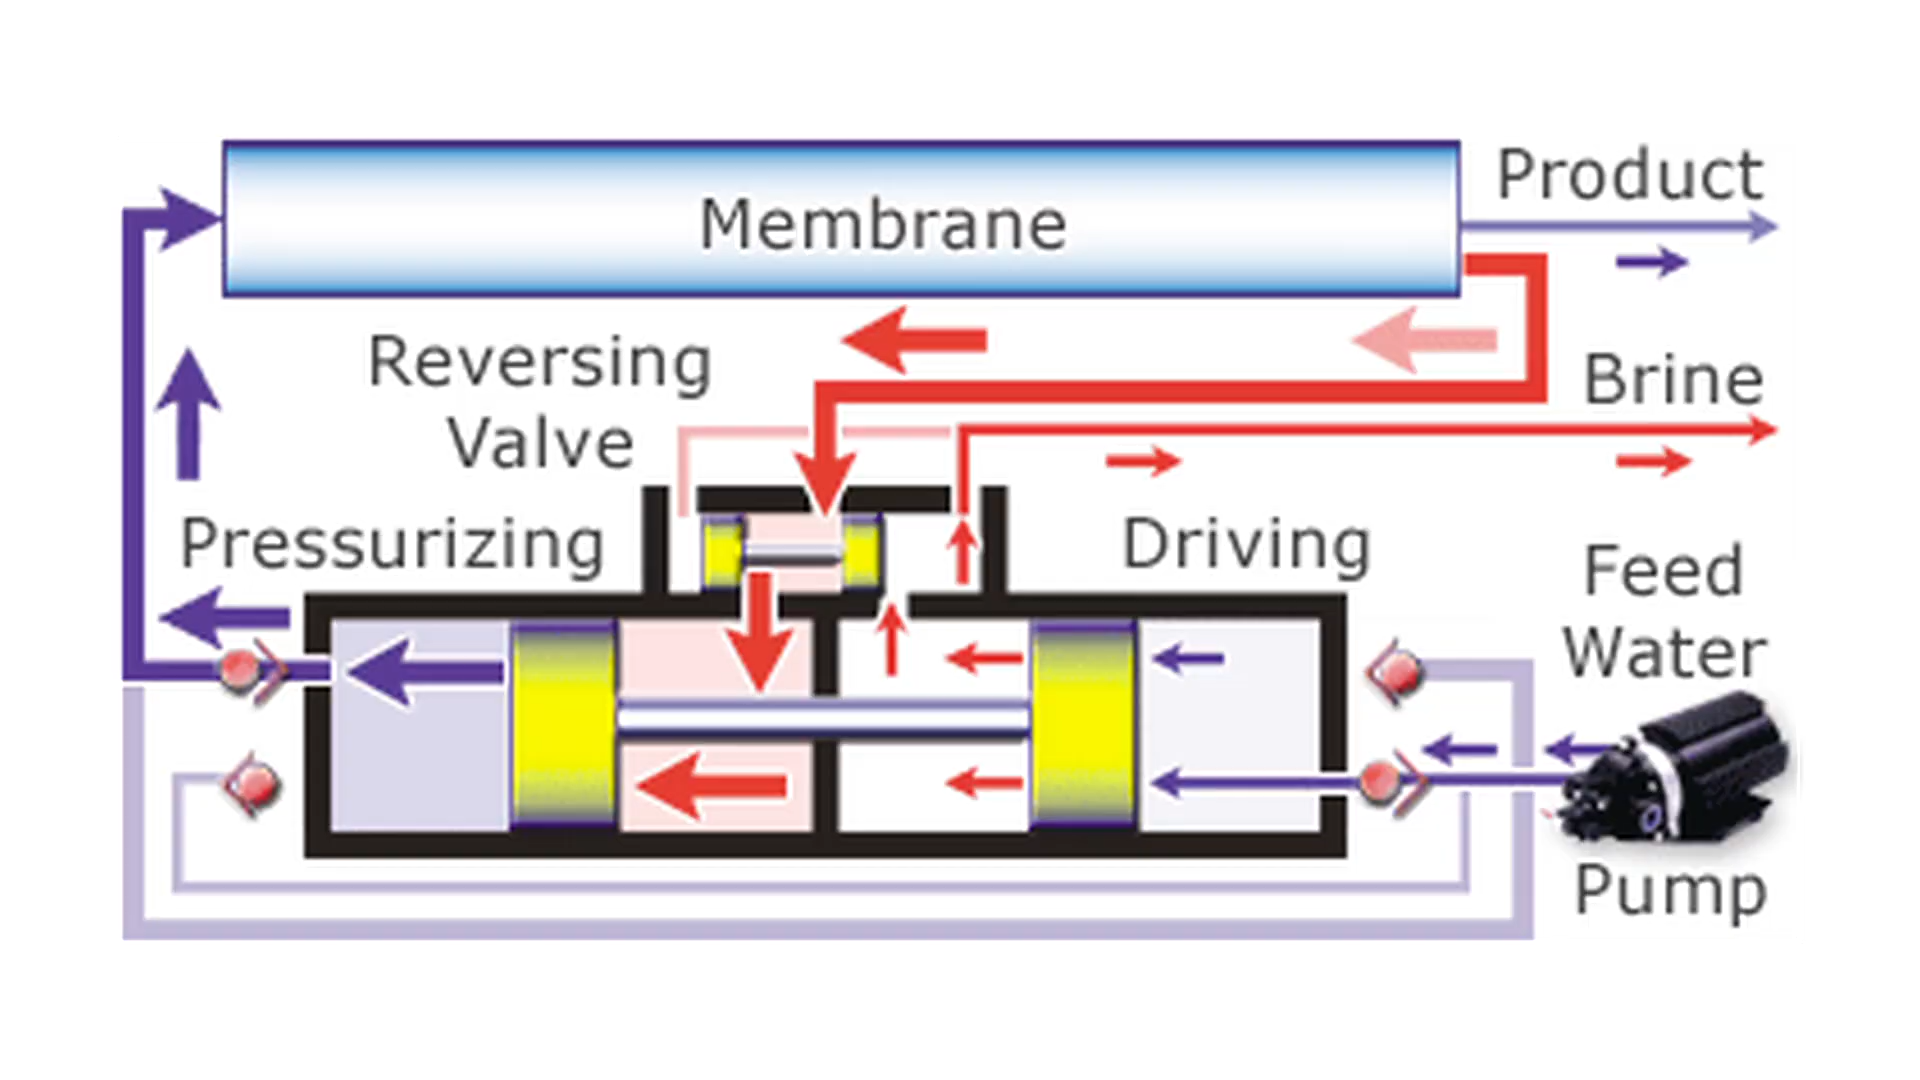 Product
Membrane
Reversing
Valve
Brine
Pressurizing
Driving
Feed
Water
Pump